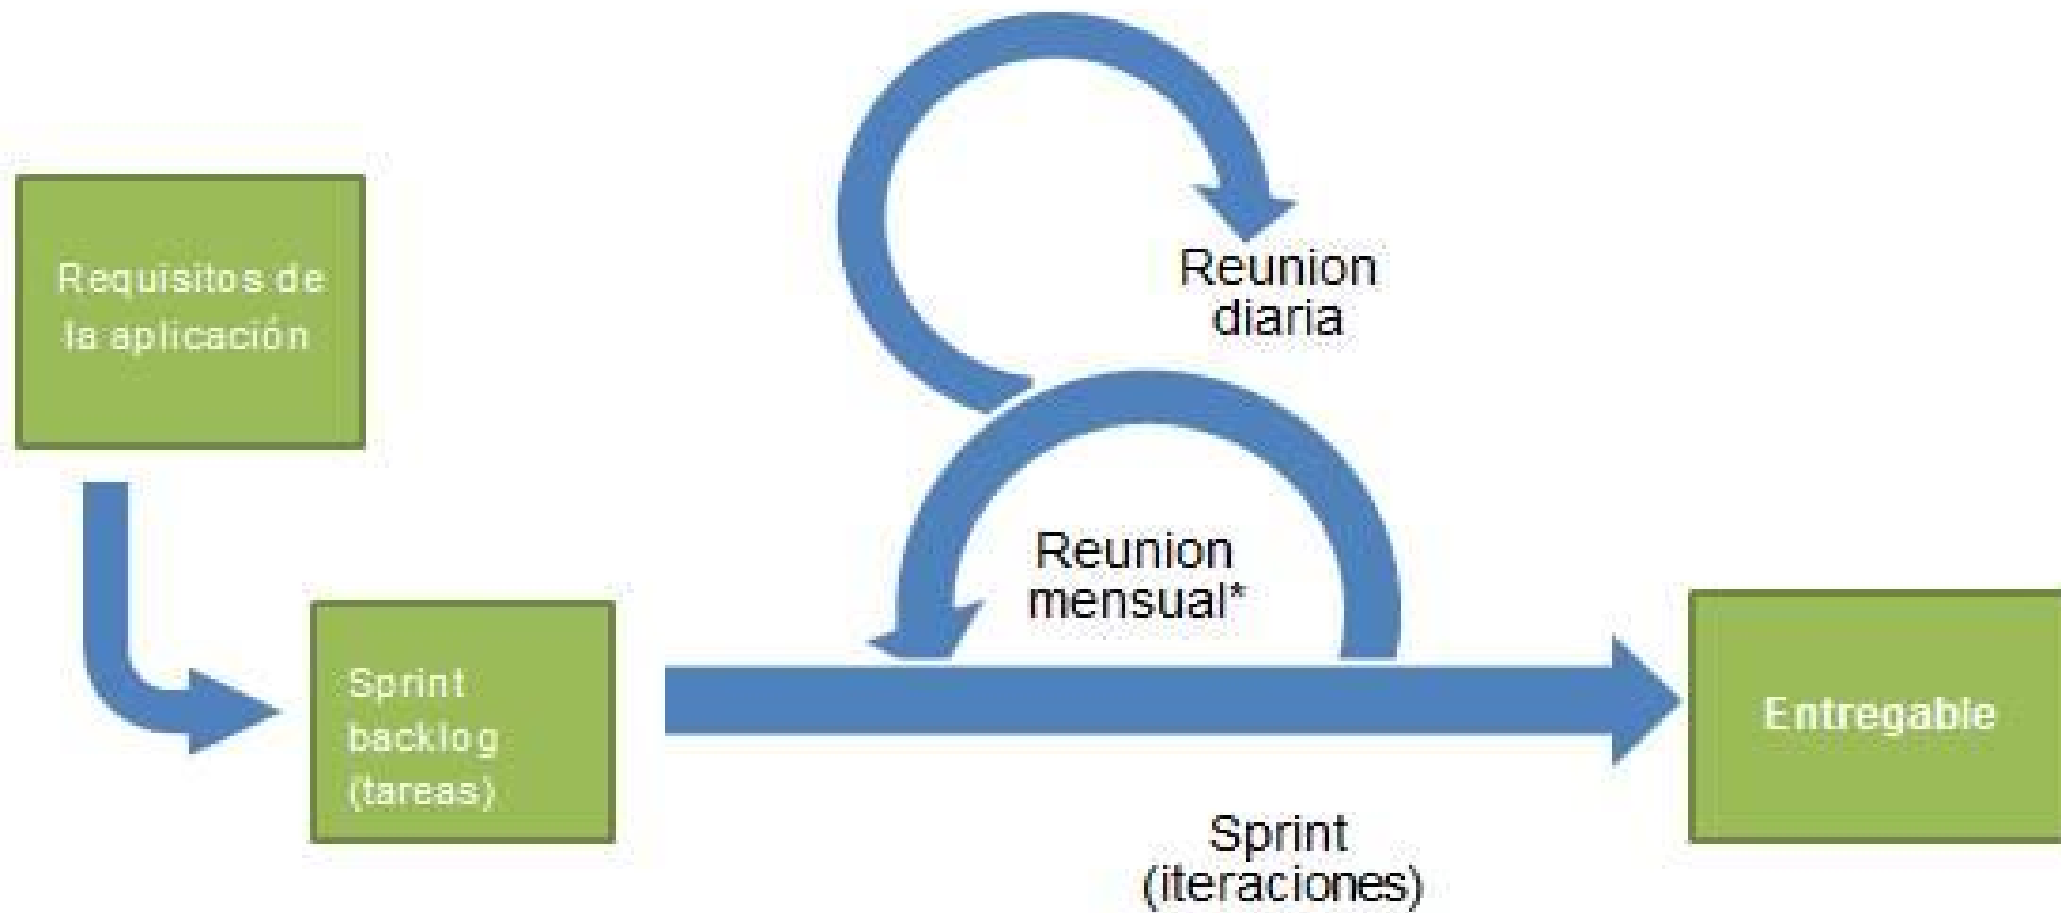 Requisitos de
la aplicación
Sprint
backlog
(tareas)
Reunion
diaria
Reunion
mensual*
Sprint
(iteraciones)
Entregable